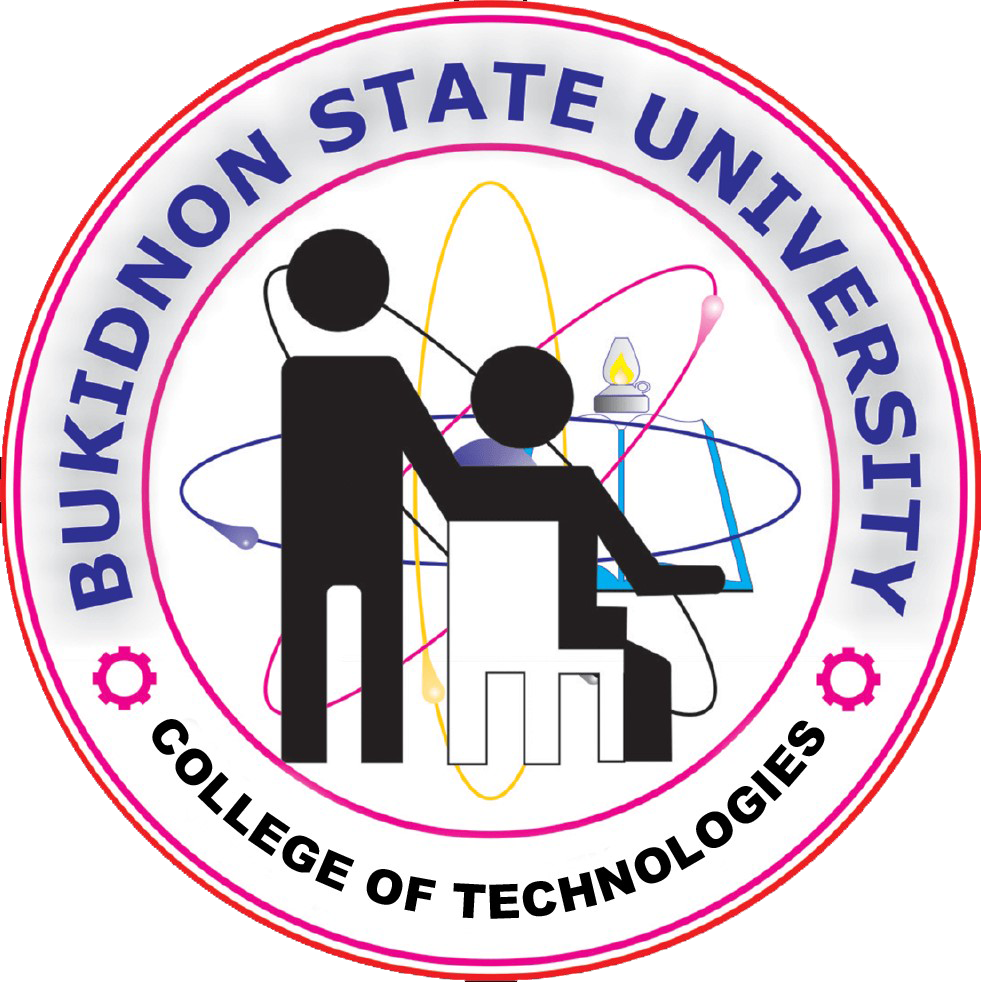 BUKIDNON STATE UNIVERSITY
COLLEGE OF TECHNOLOGIES